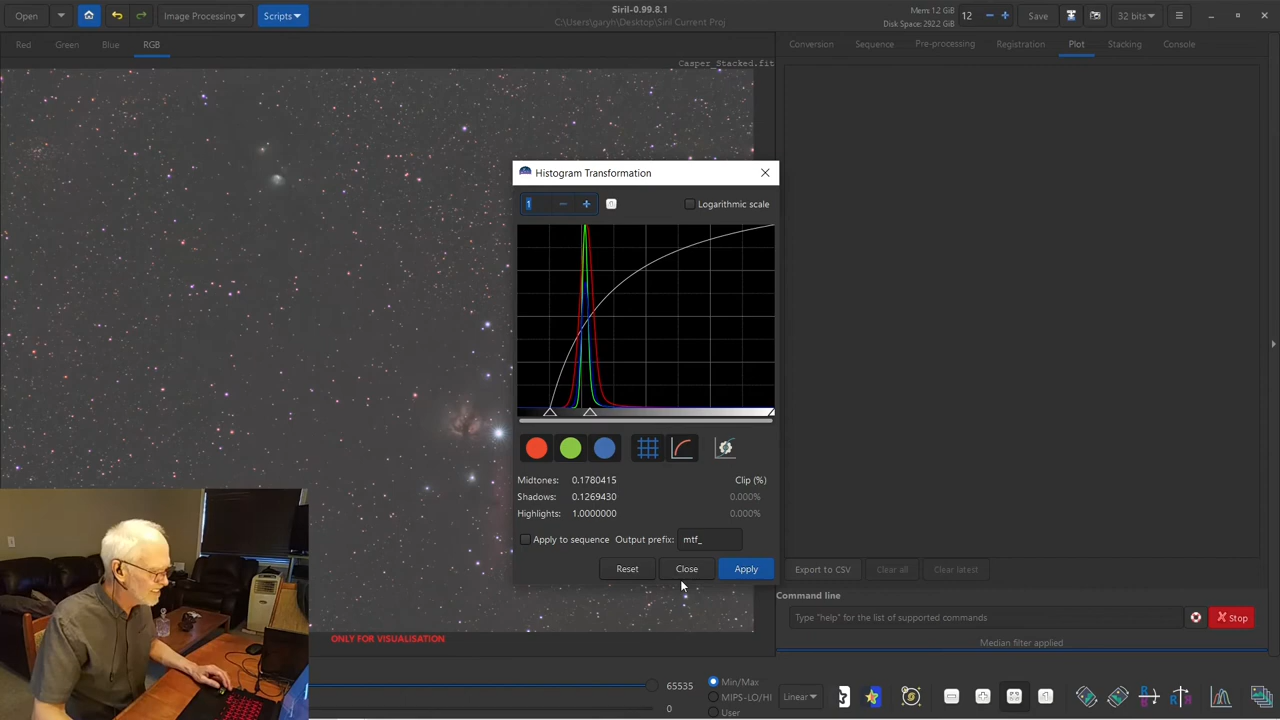 Open Image Processing Scripts Siril-0.99.8.1 Mem: 1.2 GiB 12 Save 32 bits
C:\Users\garyh\Desktop\Siril Current Proj Disk Space: 292.2 GiB
Red Green Blue RGB Conversion Sequence Pre-processing Registration Plot Stacking Console
Casper_Stacked.fit
Histogram Transformation
1 Logarithmic scale
Midtones: 0.1780415 Clip (%)
Shadows: 0.1269430 0.000%
Highlights: 1.0000000 0.000%
Apply to sequence Output prefix: mtf_
Reset Close Apply
Export to CSV Clear all Clear latest
Command line
Type "help" for the list of supported commands Stop
ONLY FOR VISUALISATION
Median filter applied
65535 Min/Max
MIPS-LO/HI Linear
0 User